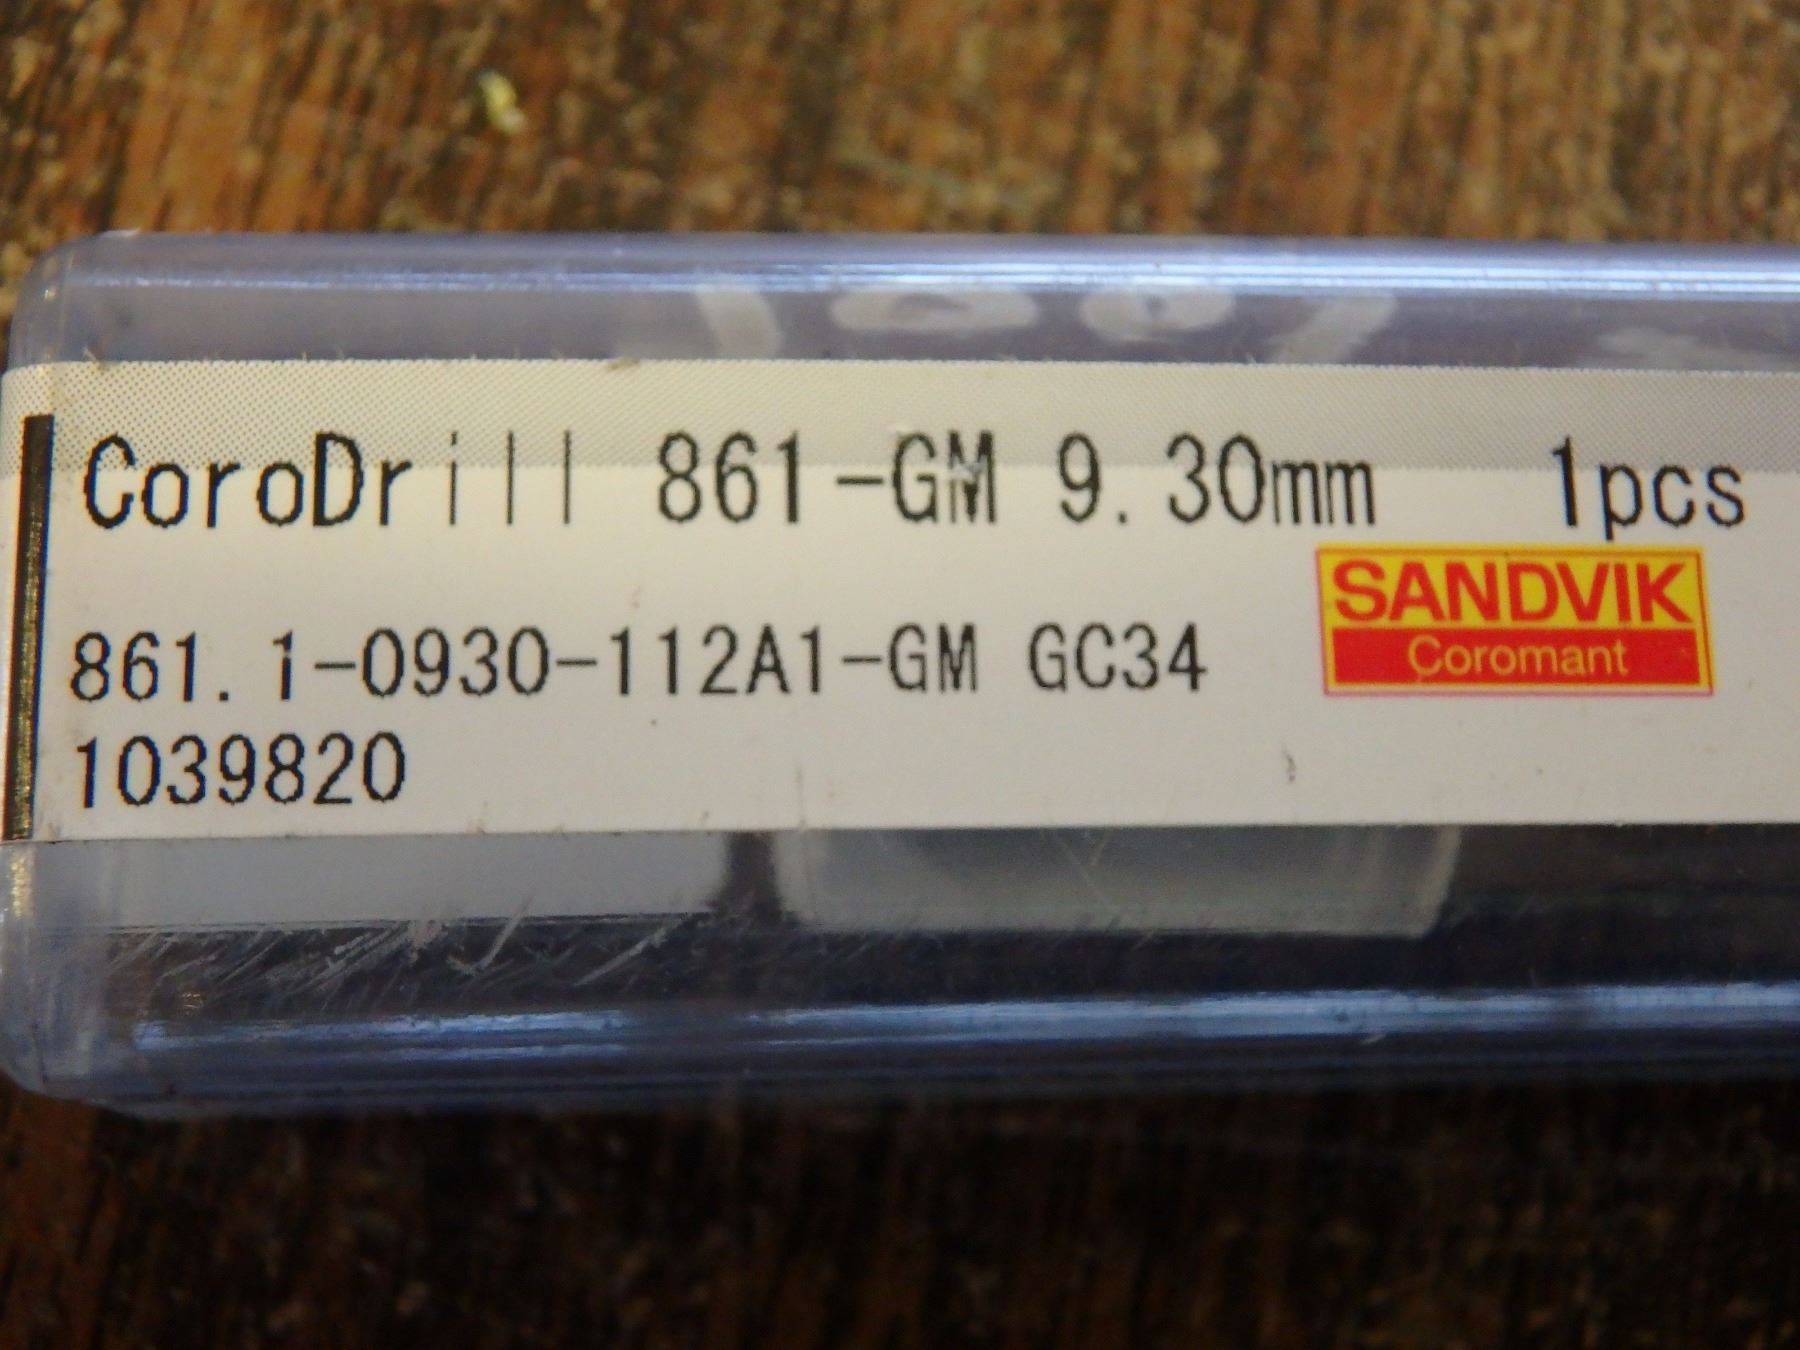 CoroDrill 861-GM 9.30mm 1pcs
SANDVIK
Coromant
861.1-0930-112A1-GM GC34
1039820